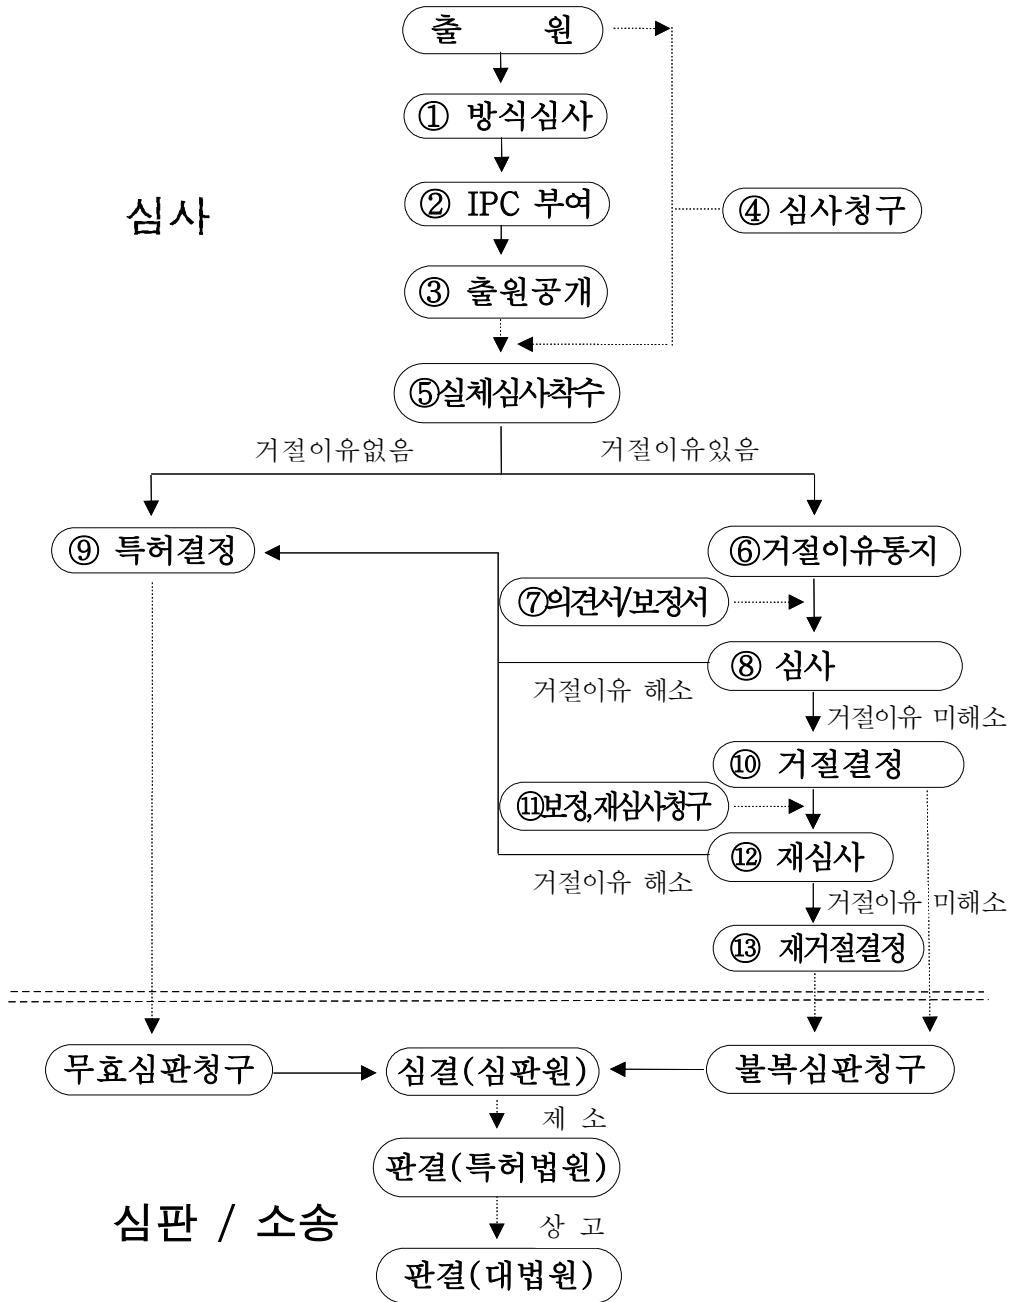 출 원
① 방식심사
② IPC 부여
심사
④ 심사청구
③ 출원공개
⑤실체심사착수
거절이유없음
거절이유있음
⑨ 특허결정
⑥거절이유통지
⑦의견서/보정서
⑧ 심사
거절이유 해소
거절이유 미해소
⑩ 거절결정
⑪보정,재심사청구
⑫ 재심사
거절이유 해소
거절이유 미해소
⑬ 재거절결정
무효심판청구
심결(심판원)
불복심판청구
제 소
판결(특허법원)
심판 / 소송
상 고
판결(대법원)